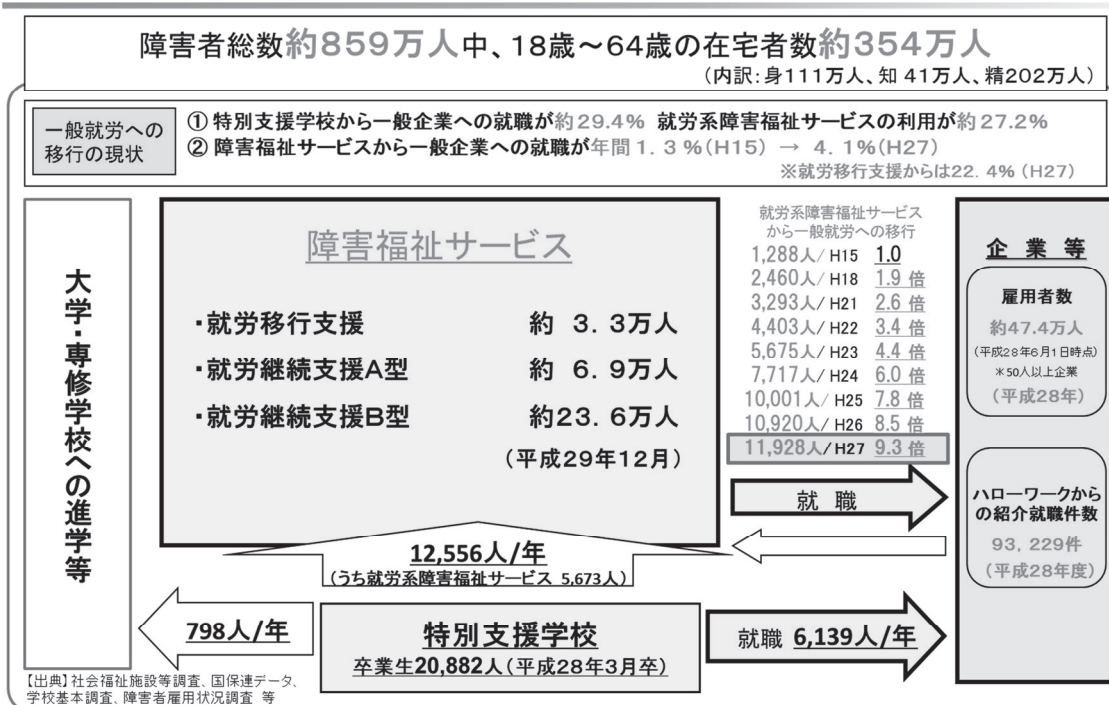 障害者総数約859万人中、18歳～64歳の在宅者数約354万人
（内訳：身111万人、知 41万人、精202万人）
一般就労への
移行の現状
① 特別支援学校から一般企業への就職が約29.4% 就労系障害福祉サービスの利用が約27.2%
② 障害福祉サービスから一般企業への就職が年間1．3％(H15) → 4．1%(H27)
※就労移行支援からは22．4% (H27)
大学・専修学校への進学等
障害福祉サービス
・就労移行支援 約 3．3万人
・就労継続支援A型 約 6．9万人
・就労継続支援B型 約23．6万人
（平成29年12月）
就労系障害福祉サービス
から一般就労への移行
1,288人/ H15 1.0
2,460人/ H18 1.9 倍
3,293人/ H21 2.6 倍
4,403人/ H22 3.4 倍
5,675人/ H23 4.4 倍
7,717人/ H24 6.0 倍
10,001人/ H25 7.8 倍
10,920人/ H26 8.5 倍
11,928人/ H27 9.3 倍
就 職
企 業 等
雇用者数
約47.4万人
（平成28年6月1日時点）
＊50人以上企業
（平成28年）
ハローワークから
の紹介就職件数
93，229件
（平成28年度）
12,556人/年
（うち就労系障害福祉サービス 5,673人）
798人/年
特別支援学校
卒業生20,882人（平成28年3月卒）
就職 6,139人/年
【出典】社会福祉施設等調査、国保連データ、
学校基本調査、障害者雇用状況調査 等